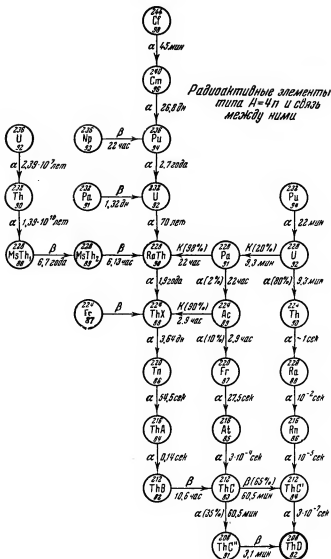 244
Cf
98
α 45 мин
240
Cm
96
α 26,8 дн
Радиоактивные элементы
типа A=4n и связь
между ними
236
U
92
236
Np
93
β
22 час
236
Pu
94
α 2,39·10⁷ лет
α 2,7 года
232
Th
90
232
Pa
91
β
1,32 дн
232
U
92
232
Pu
94
α 1,39·10¹⁰ лет
α 70 лет
α 22 мин
228
MsTh₁
88
β
6,7 года
228
MsTh₂
89
β
6,13 час
228
RaTh
90
K(98%)
22 час
228
Pa
91
K(20%)
9,3 мин
228
U
92
α 1,9 года
α (2%) 22 час
α (80%) 9,3 мин
224
Fr
87
β
224
ThX
88
K(90%)
2,9 час
224
Ac
89
224
Th
90
α 3,64 дн
α (10%) 2,9 час
α ~1 сек
220
Tn
86
220
Fr
87
220
Ra
88
α 54,5 сек
α 27,5 сек
α 10⁻² сек
216
ThA
84
216
At
85
216
Rn
86
α 0,14 сек
α 3·10⁻⁴ сек
α 10⁻⁵ сек
212
ThB
82
β
10,6 час
212
ThC
83
β (65%)
60,5 мин
212
ThC'
84
α (35%) 60,5 мин
α 3·10⁻⁷ сек
208
ThC"
81
β
3,1 мин
208
ThD
82